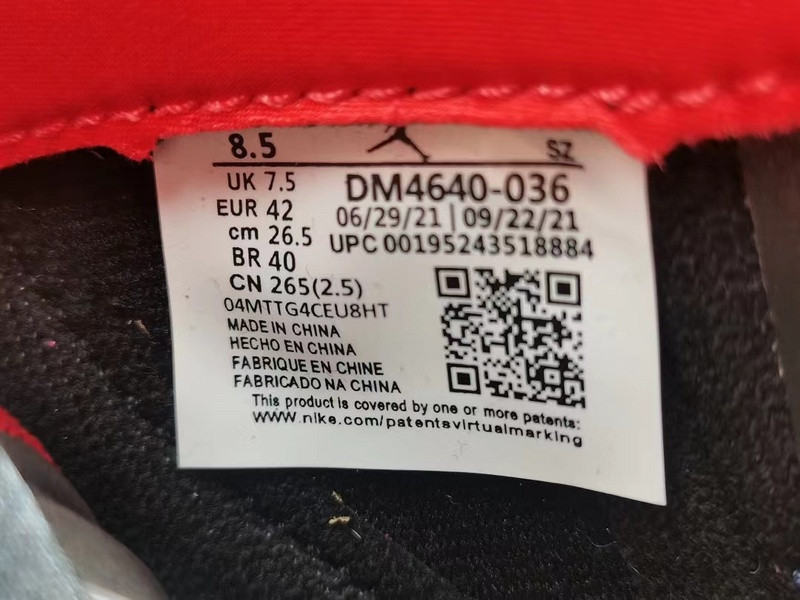 8.5 SZ
UK 7.5
EUR 42
cm 26.5
BR 40
CN 265(2.5)
04MTTG4CEU8HT
MADE IN CHINA
HECHO EN CHINA
FABRIQUE EN CHINE
FABRICADO NA CHINA
DM4640-036
06/29/21 | 09/22/21
UPC 00195243518884
This product is covered by one or more patents:
www.nike.com/patentsvirtualmarking